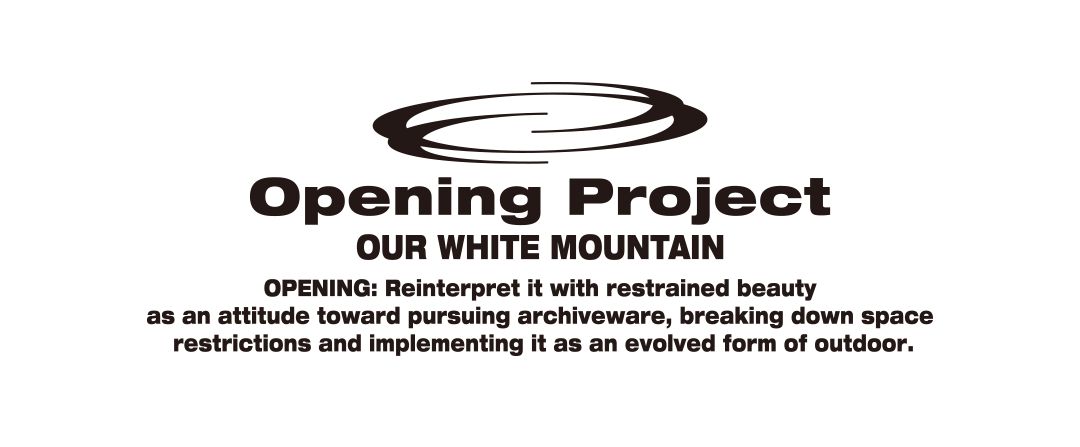 Opening Project
OUR WHITE MOUNTAIN
OPENING: Reinterpret it with restrained beauty
as an attitude toward pursuing archiveware, breaking down space
restrictions and implementing it as an evolved form of outdoor.